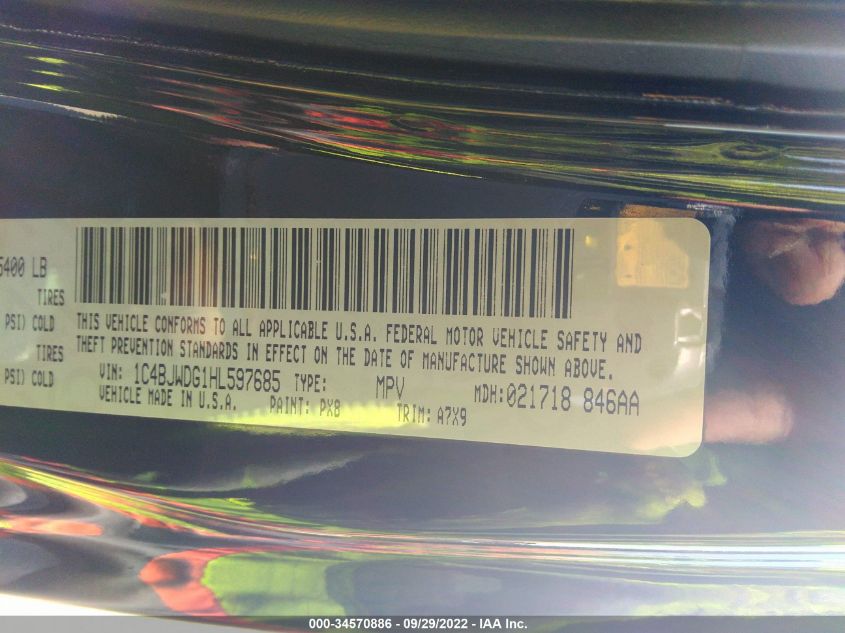 5400 LB
TIRES
PSI) COLD
TIRES
PSI) COLD
THIS VEHICLE CONFORMS TO ALL APPLICABLE U.S.A. FEDERAL MOTOR VEHICLE SAFETY AND
THEFT PREVENTION STANDARDS IN EFFECT ON THE DATE OF MANUFACTURE SHOWN ABOVE.
VIN: 1C4BJWDG1HL597685 TYPE: MPV MDH:021718 846AA
VEHICLE MADE IN U.S.A. PAINT: PX8 TRIM: A7X9
000-34570886 - 09/29/2022 - IAA Inc.